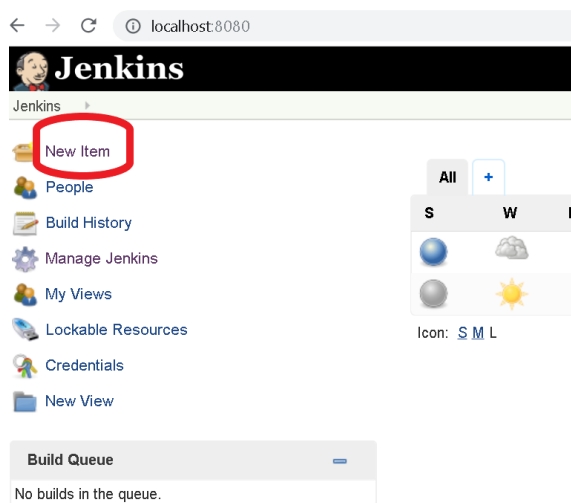 localhost:8080
Jenkins
Jenkins
New Item
People
Build History
Manage Jenkins
My Views
Lockable Resources
Credentials
New View
Build Queue
No builds in the queue.
All +
S W
Icon: S M L